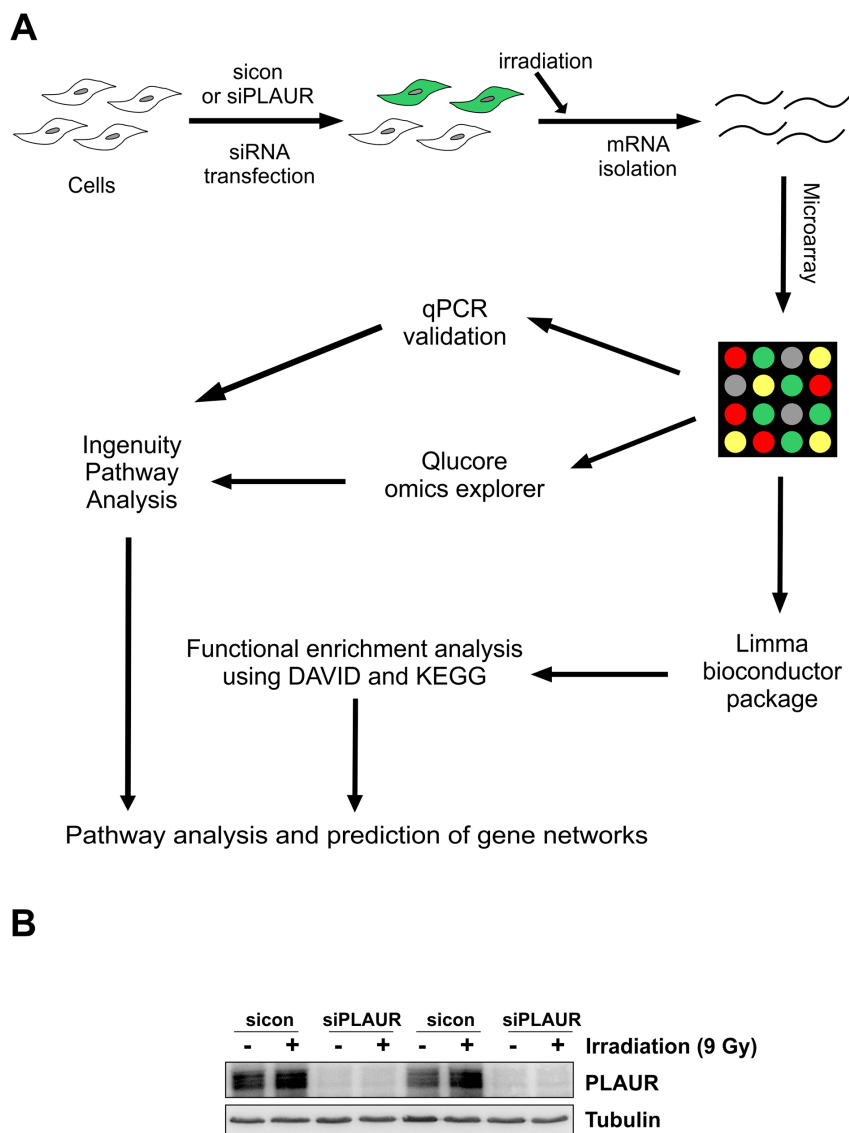 A
sicon
or siPLAUR
siRNA
transfection
Cells
irradiation
mRNA
isolation
Microarray
qPCR
validation
Ingenuity
Pathway
Analysis
Qlucore
omics explorer
Functional enrichment analysis
using DAVID and KEGG
Limma
bioconductor
package
Pathway analysis and prediction of gene networks
B
sicon siPLAUR sicon siPLAUR
- + - + - + - + Irradiation (9 Gy)
PLAUR
Tubulin